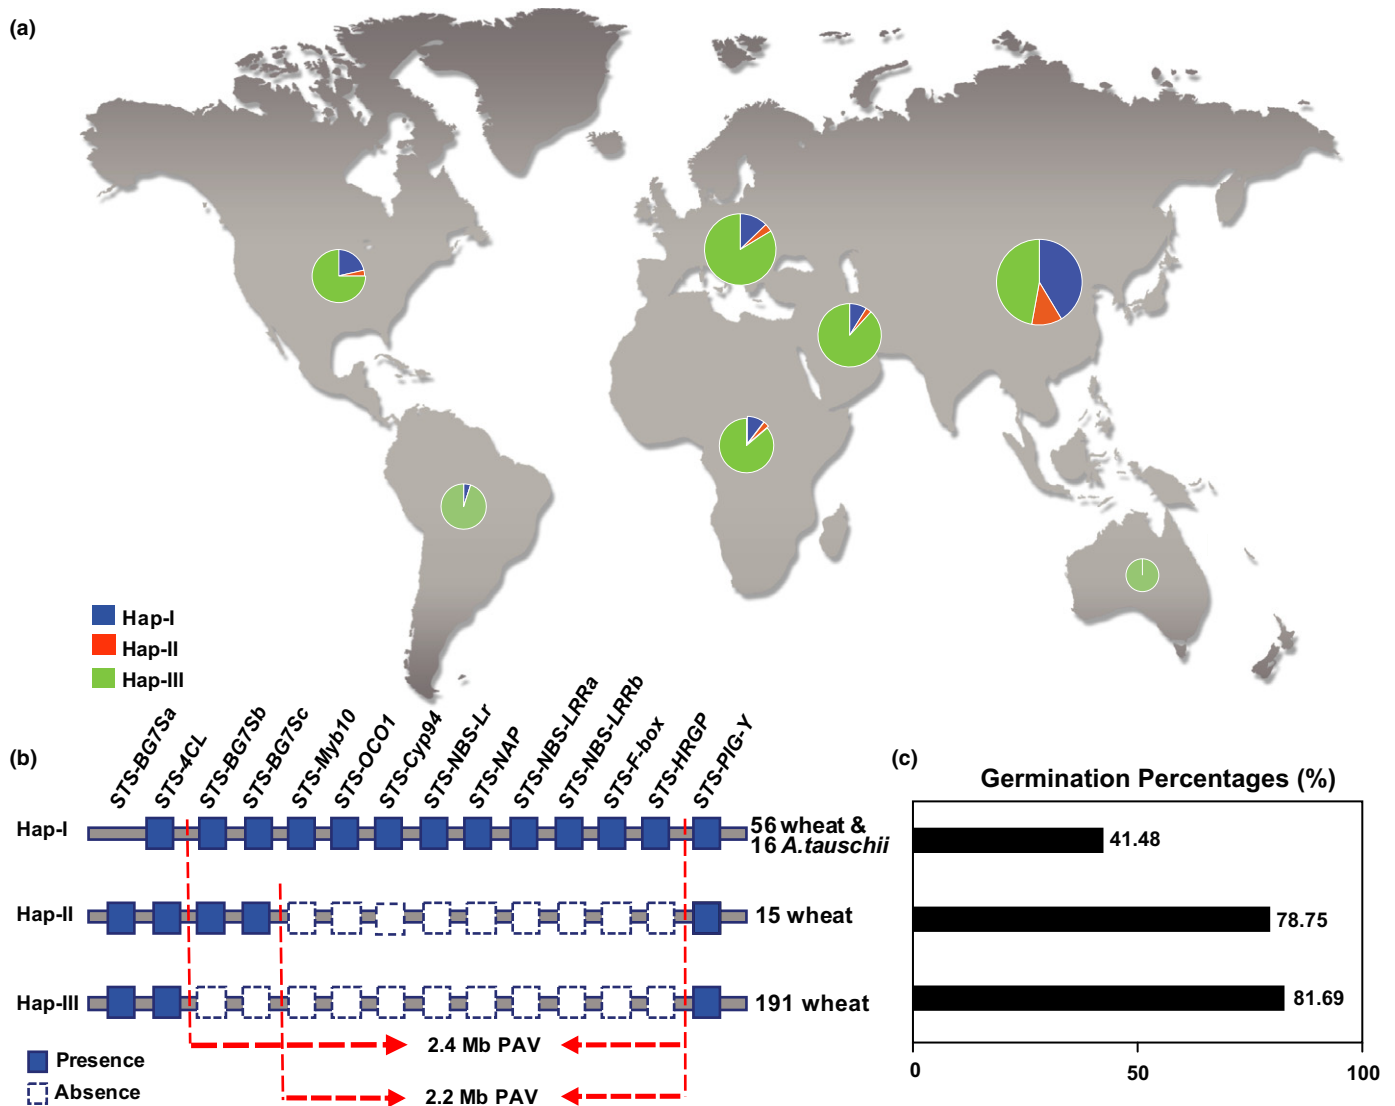 (a)
Hap-I
Hap-II
Hap-III
(b)
STS-BG7Sa
STS-4CL
STS-BG7Sb
STS-BG7Sc
STS-Myb10
STS-OCO1
STS-Cyp94
STS-NBS-Lr
STS-NAP
STS-NBS-LRRa
STS-NBS-LRRb
STS-F-box
STS-HRGP
STS-PIG-Y
Hap-I
56 wheat &
16 A.tauschii
Hap-II
15 wheat
Hap-III
191 wheat
2.4 Mb PAV
2.2 Mb PAV
Presence
Absence
(c)
Germination Percentages (%)
41.48
78.75
81.69
0
50
100